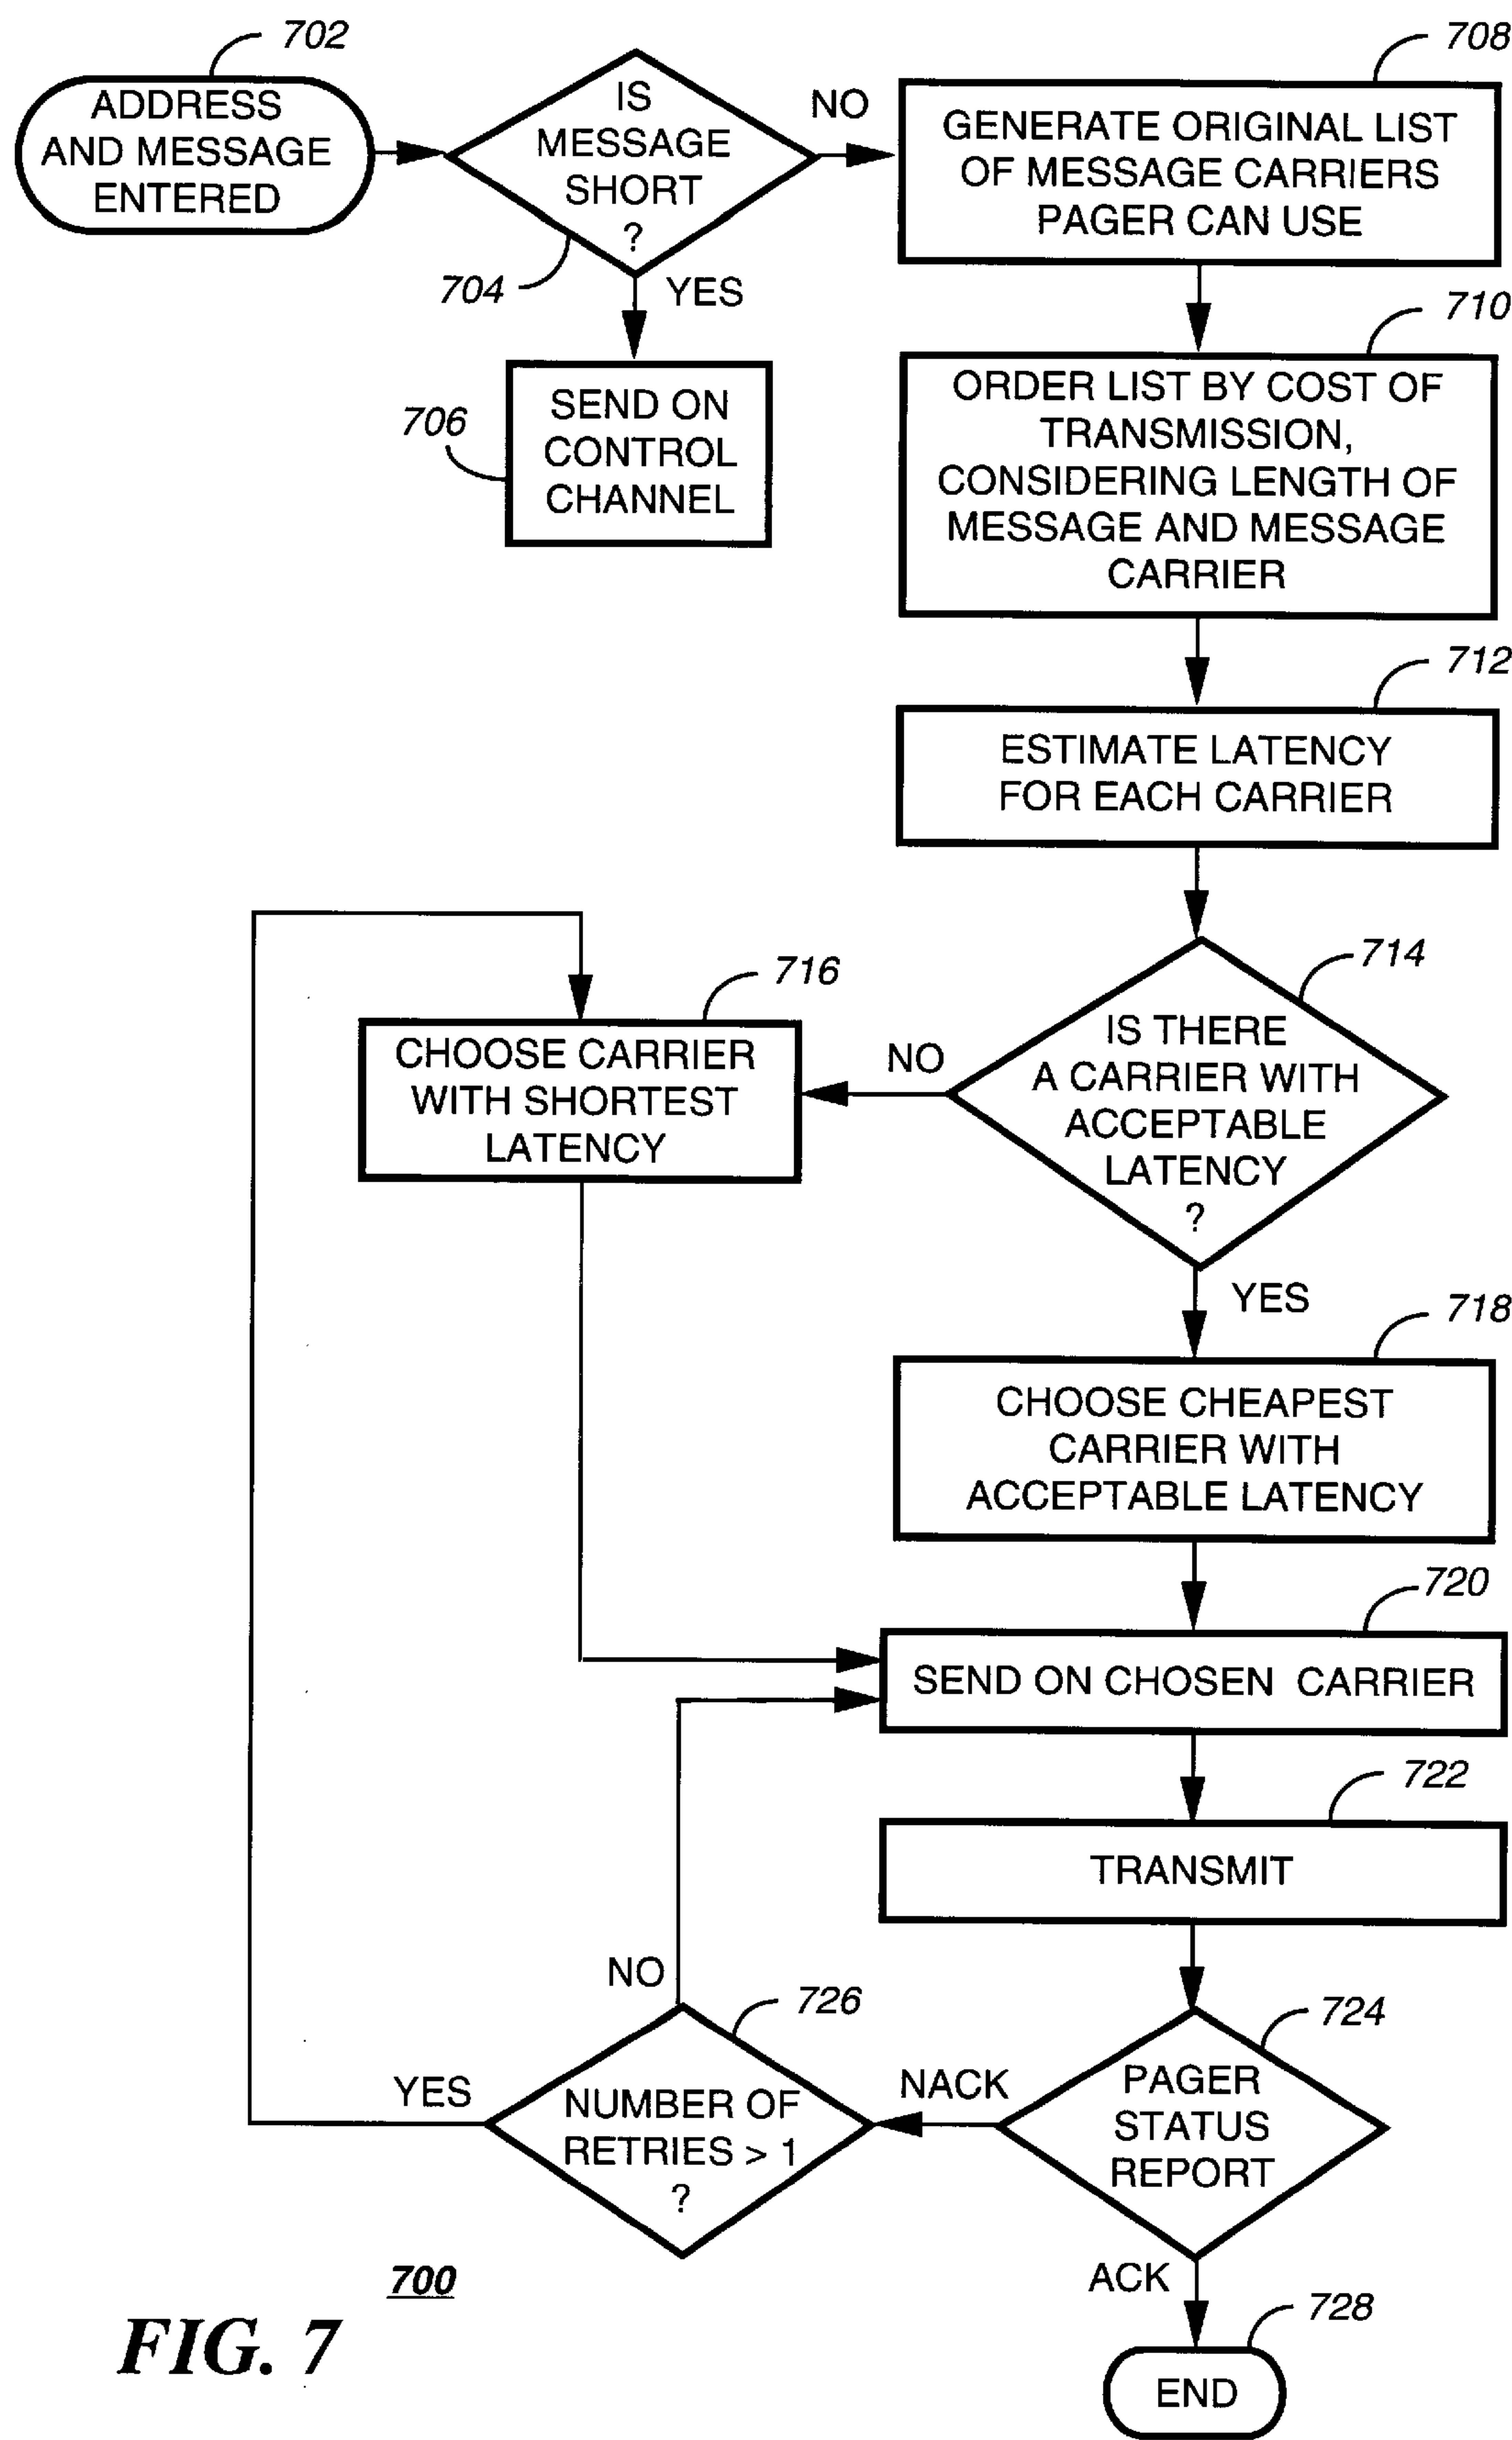 702
ADDRESS
AND MESSAGE
ENTERED
IS
MESSAGE
SHORT
?
704
NO
YES
706
SEND ON
CONTROL
CHANNEL
708
GENERATE ORIGINAL LIST
OF MESSAGE CARRIERS
PAGER CAN USE
710
ORDER LIST BY COST OF
TRANSMISSION,
CONSIDERING LENGTH OF
MESSAGE AND MESSAGE
CARRIER
712
ESTIMATE LATENCY
FOR EACH CARRIER
714
IS THERE
A CARRIER WITH
ACCEPTABLE
LATENCY
?
NO
716
CHOOSE CARRIER
WITH SHORTEST
LATENCY
YES
718
CHOOSE CHEAPEST
CARRIER WITH
ACCEPTABLE LATENCY
720
SEND ON CHOSEN CARRIER
722
TRANSMIT
724
PAGER
STATUS
REPORT
NACK
726
NUMBER OF
RETRIES > 1
?
NO
YES
ACK
728
END
700
FIG. 7